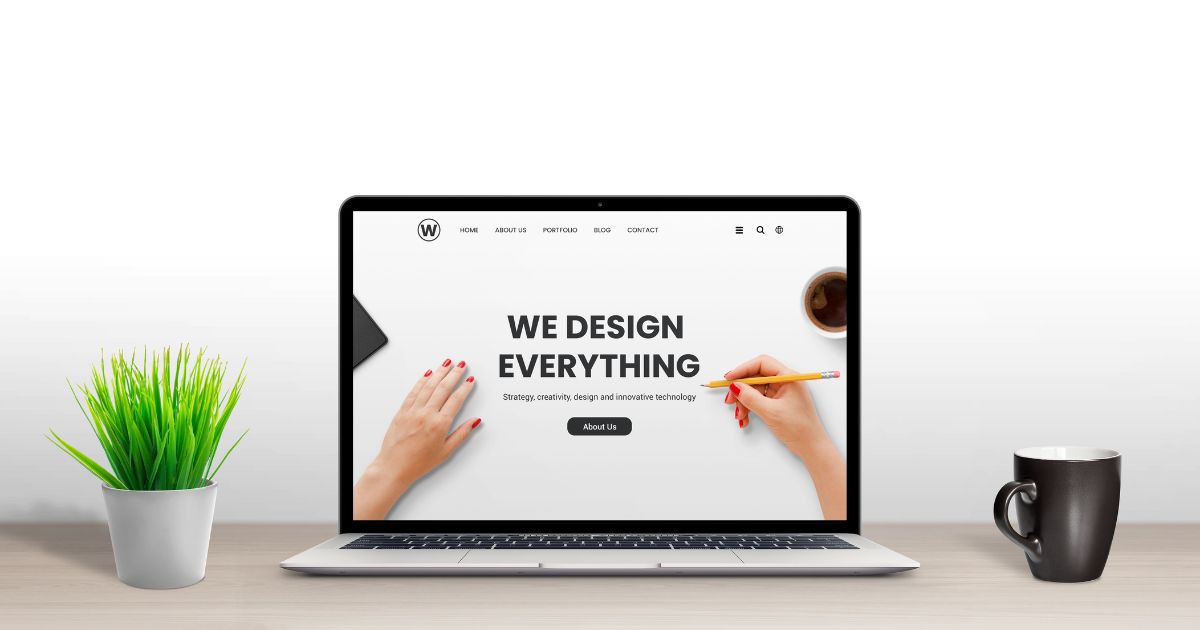 W
HOME ABOUT US PORTFOLIO BLOG CONTACT
WE DESIGN
EVERYTHING
Strategy, creativity, design and innovative technology
About Us